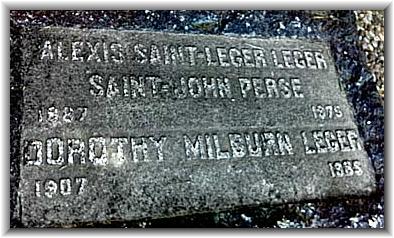 ALEXIS SAINT-LEGER LEGER
SAINT-JOHN PERSE
1887 1975
DOROTHY MILBURN LEGER
1985
1907